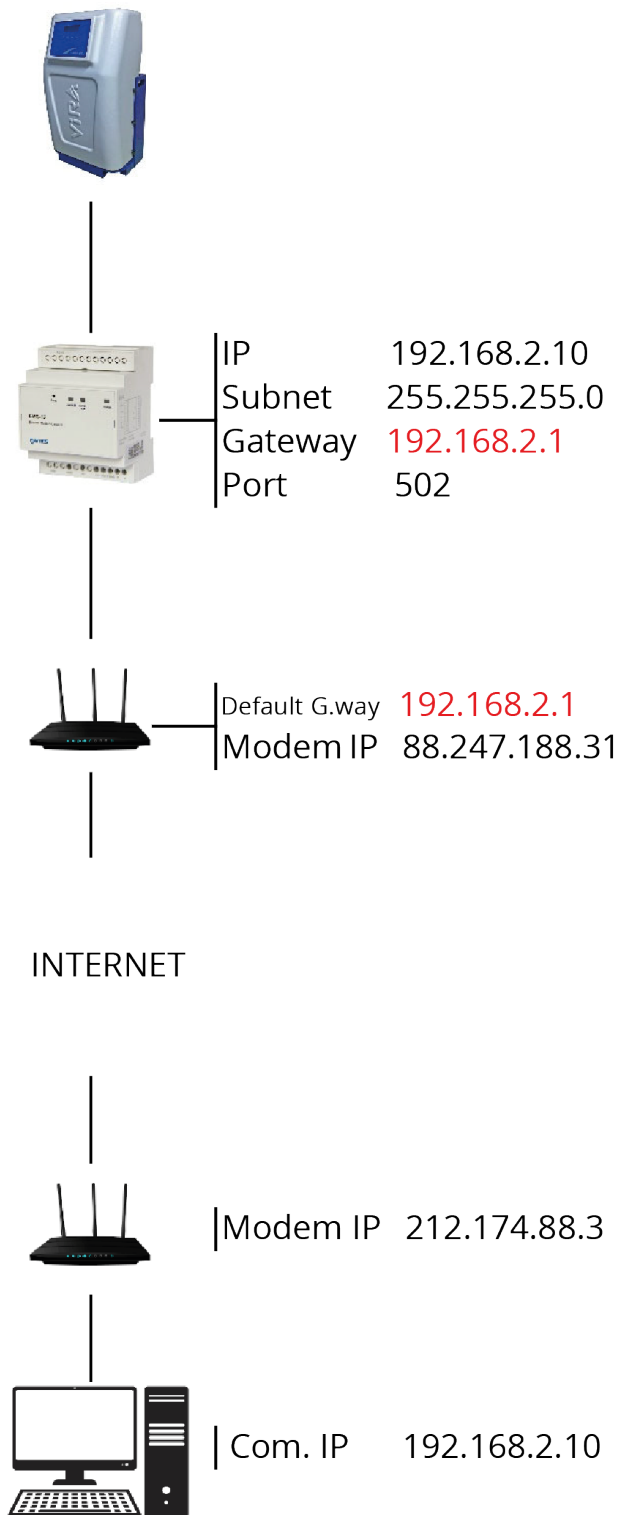 VIRA
IP 192.168.2.10
Subnet 255.255.255.0
Gateway 192.168.2.1
Port 502
Default G.way 192.168.2.1
Modem IP 88.247.188.31
INTERNET
Modem IP 212.174.88.3
Com. IP 192.168.2.10